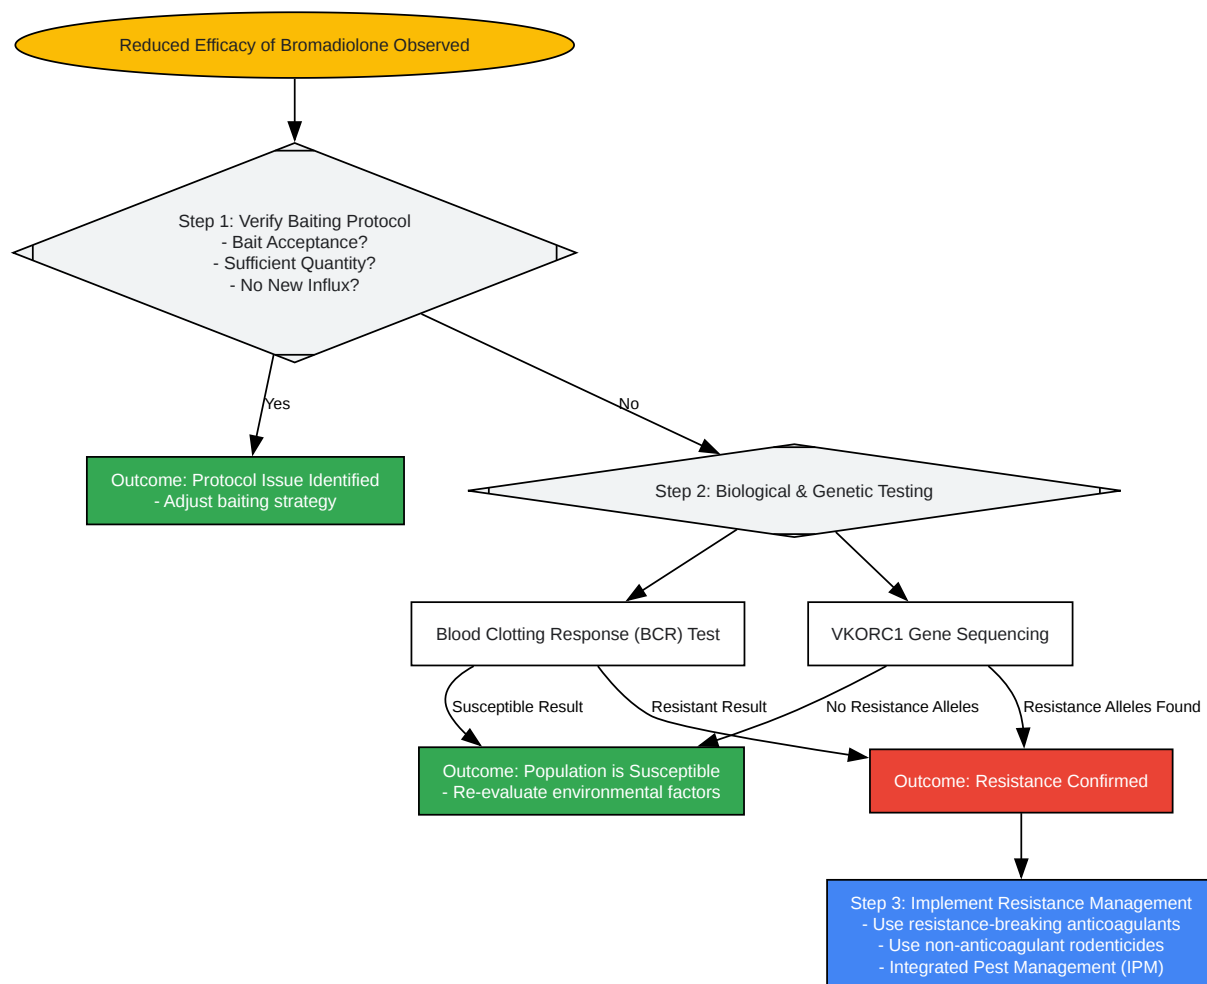 Reduced Efficacy of Bromadiolone Observed
Step 1: Verify Baiting Protocol
- Bait Acceptance?
- Sufficient Quantity?
- No New Influx?
Yes
No
Outcome: Protocol Issue Identified
- Adjust baiting strategy
Step 2: Biological & Genetic Testing
Blood Clotting Response (BCR) Test
VKORC1 Gene Sequencing
Susceptible Result
Resistant Result
No Resistance Alleles
Resistance Alleles Found
Outcome: Population is Susceptible
- Re-evaluate environmental factors
Outcome: Resistance Confirmed
Step 3: Implement Resistance Management
- Use resistance-breaking anticoagulants
- Use non-anticoagulant rodenticides
- Integrated Pest Management (IPM)